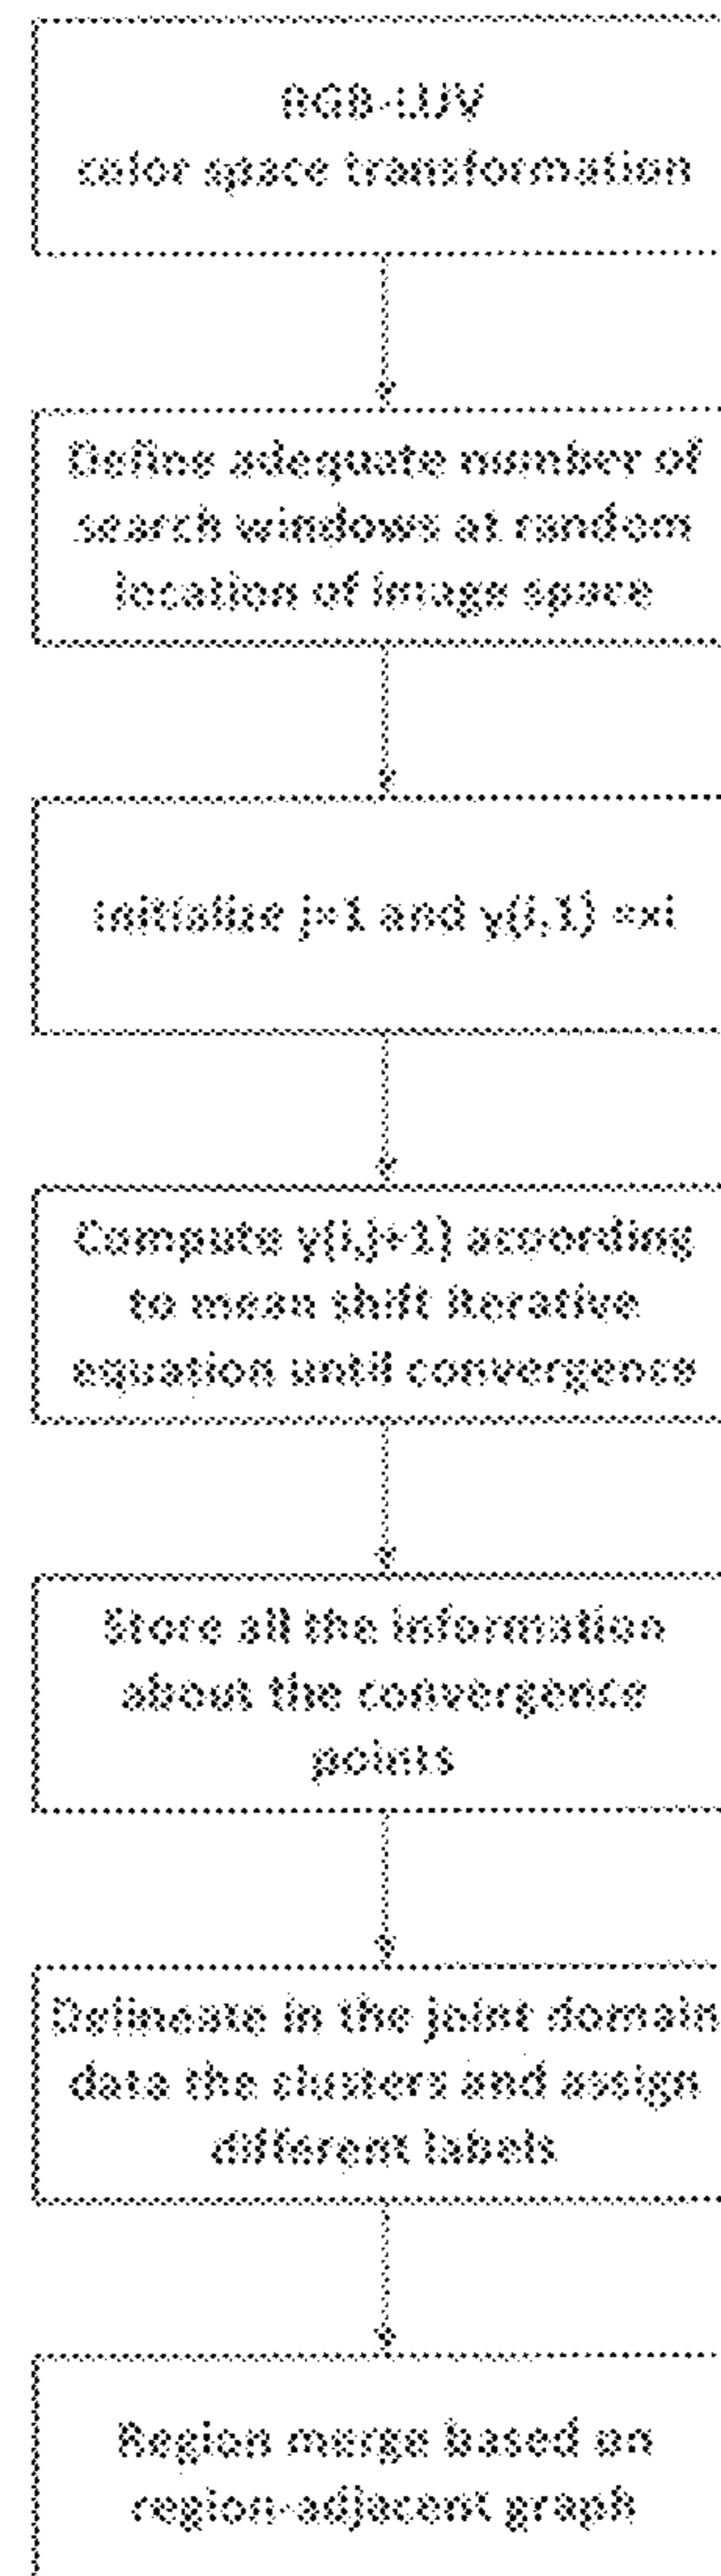 RGB-LUV
color space transformation
Define adequate number of
search windows at random
location of image space
Initialize j=1 and y(i,1) =xi
Compute y(i,j+1) according
to mean shift iterative
equation until convergence
Store all the information
about the convergence
points
Delineate in the joint domain
data the clusters and assign
different labels
Region merge based on
region-adjacent graph